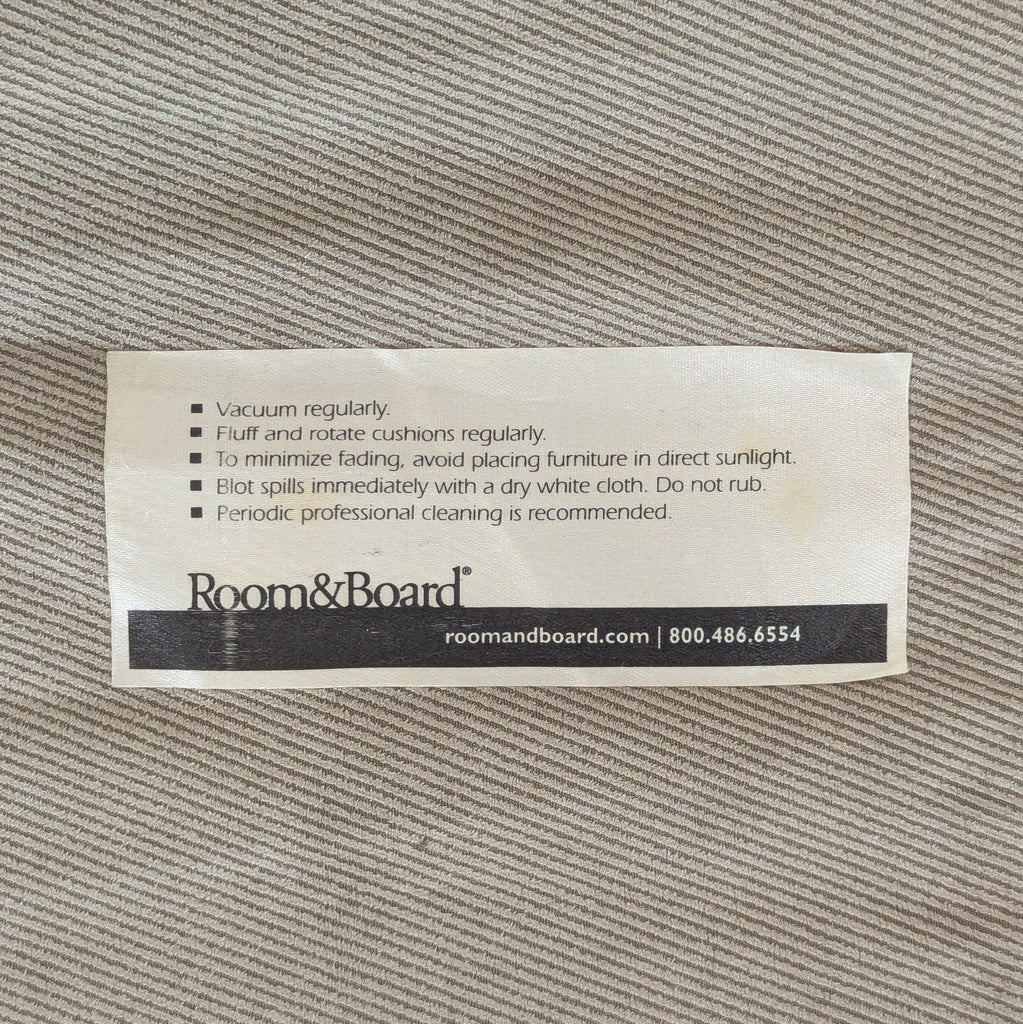 ▪ Vacuum regularly.
▪ Fluff and rotate cushions regularly.
▪ To minimize fading, avoid placing furniture in direct sunlight.
▪ Blot spills immediately with a dry white cloth. Do not rub.
▪ Periodic professional cleaning is recommended.
Room&Board®
roomandboard.com | 800.486.6554